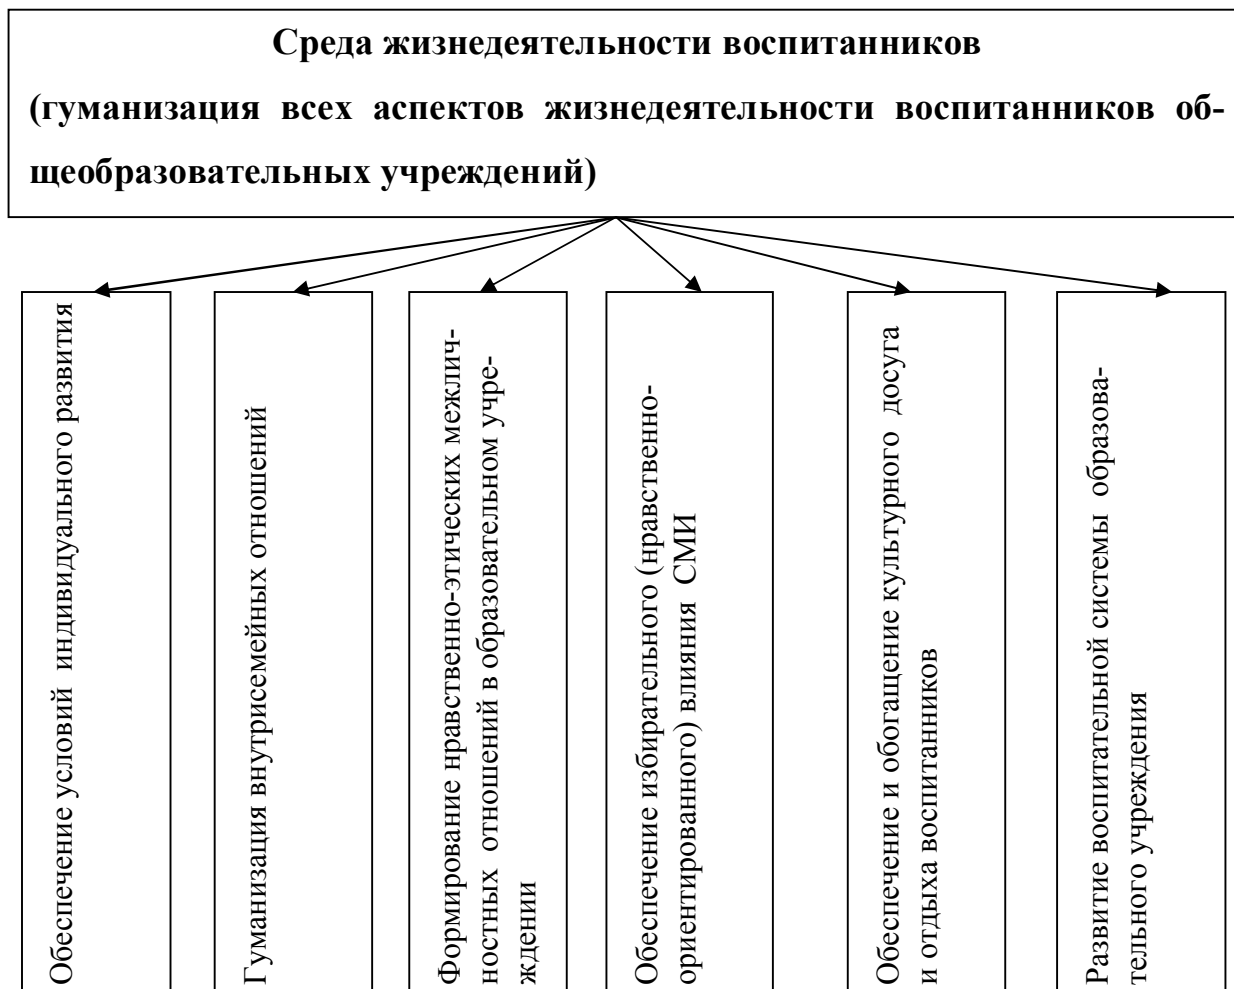 Среда жизнедеятельности воспитанников
(гуманизация всех аспектов жизнедеятельности воспитанников об-
щеобразовательных учреждений)
Обеспечение условий индивидуального развития
Гуманизация внутрисемейных отношений
Формирование нравственно-этических межлич-
ностных отношений в образовательном учре-
ждении
Обеспечение избирательного (нравственно-
ориентированного) влияния СМИ
Обеспечение и обогащение культурного досуга
и отдыха воспитанников
Развитие воспитательной системы образова-
тельного учреждения